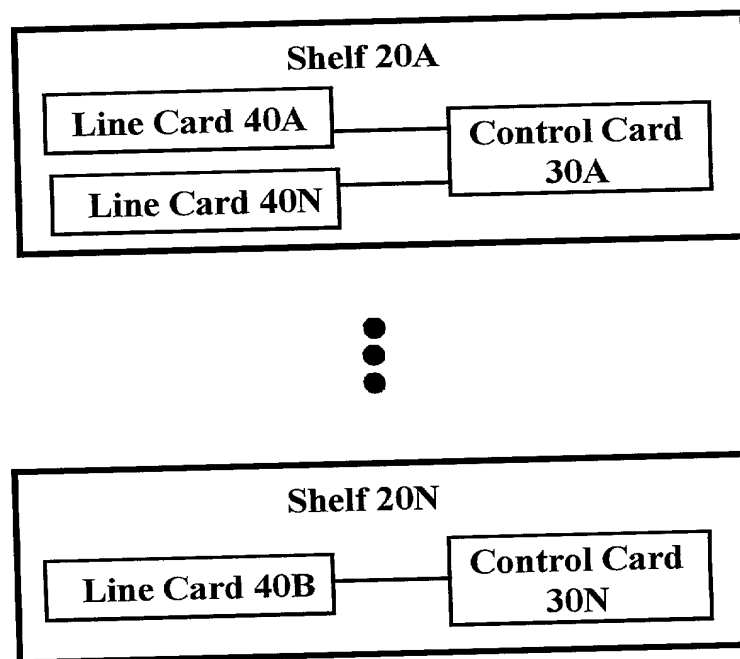 Shelf 20A
Line Card 40A
Control Card
30A
Line Card 40N
Shelf 20N
Line Card 40B
Control Card
30N